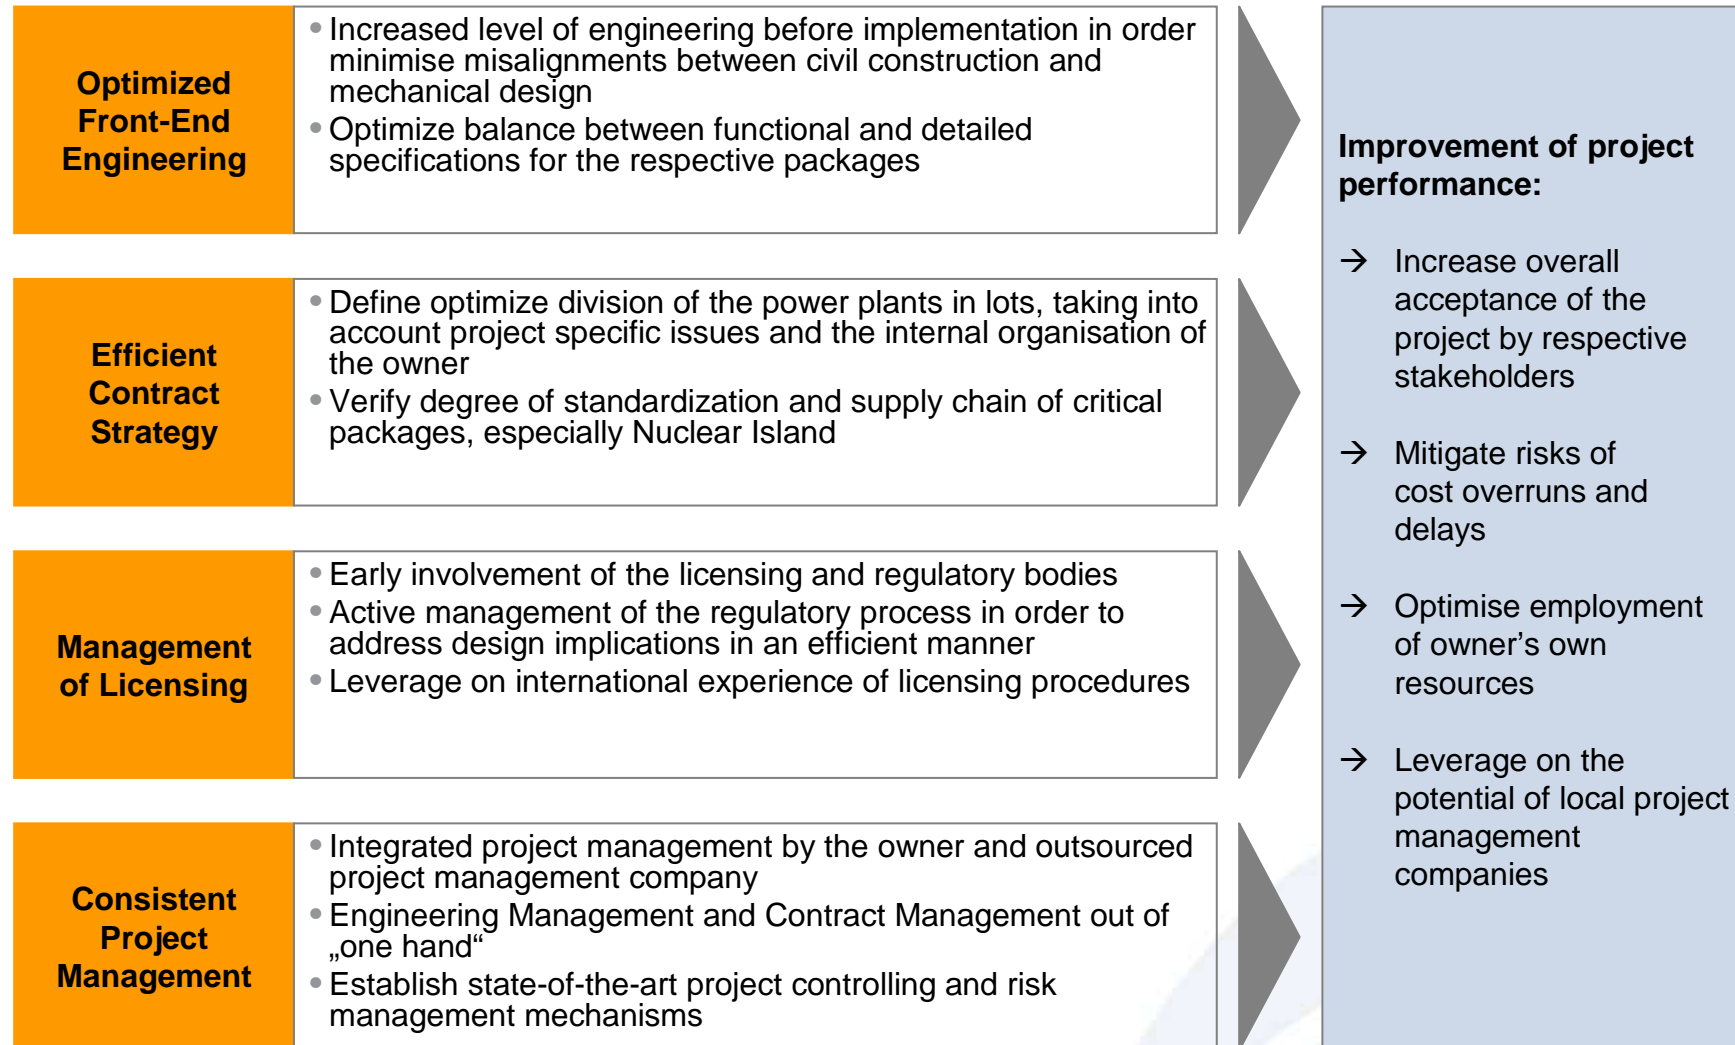 Optimized
Front-End
Engineering
• Increased level of engineering before implementation in order
minimise misalignments between civil construction and
mechanical design
• Optimize balance between functional and detailed
specifications for the respective packages
Efficient
Contract
Strategy
• Define optimize division of the power plants in lots, taking into
account project specific issues and the internal organisation of
the owner
• Verify degree of standardization and supply chain of critical
packages, especially Nuclear Island
Management
of Licensing
• Early involvement of the licensing and regulatory bodies
• Active management of the regulatory process in order to
address design implications in an efficient manner
• Leverage on international experience of licensing procedures
Consistent
Project
Management
• Integrated project management by the owner and outsourced
project management company
• Engineering Management and Contract Management out of
„one hand“
• Establish state-of-the-art project controlling and risk
management mechanisms
Improvement of project
performance:
→ Increase overall
acceptance of the
project by respective
stakeholders
→ Mitigate risks of
cost overruns and
delays
→ Optimise employment
of owner’s own
resources
→ Leverage on the
potential of local project
management
companies